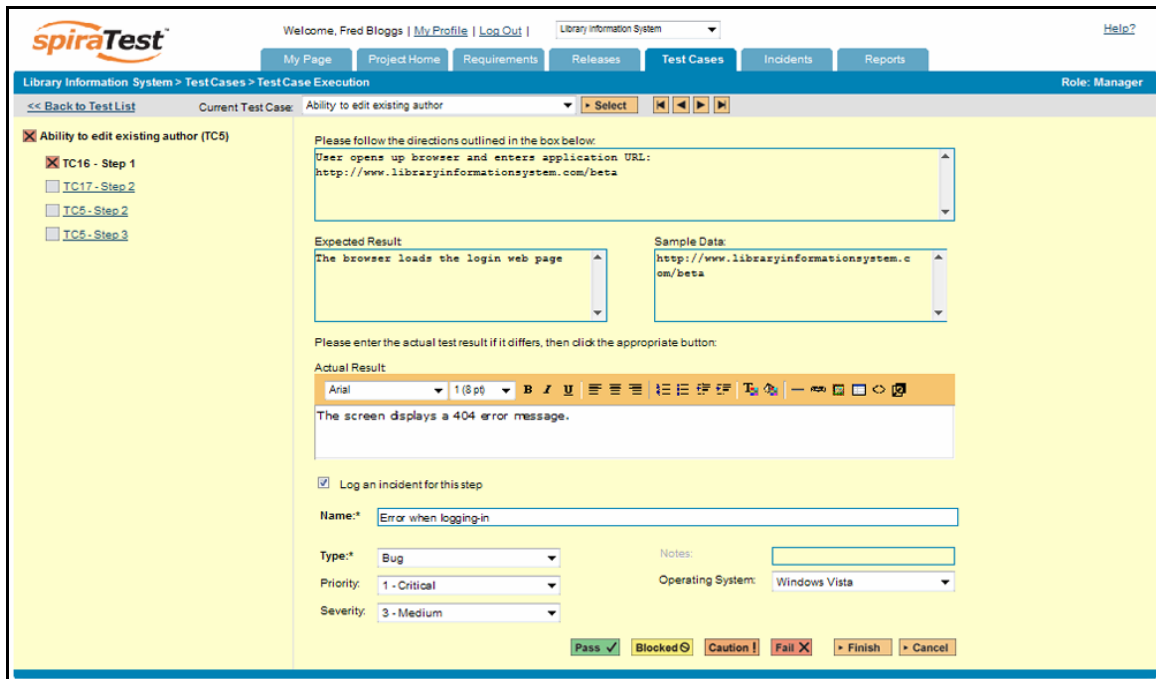 spiraTest™
Welcome, Fred Bloggs | My Profile | Log Out |
Library Information System
Help?
My Page
Project Home
Requirements
Releases
Test Cases
Incidents
Reports
Library Information System > Test Cases > Test Case Execution
Role: Manager
<< Back to Test List
Current Test Case:
Ability to edit existing author
Select
Ability to edit existing author (TC5)
TC16 - Step 1
TC17 - Step 2
TC5 - Step 2
TC5 - Step 3
Please follow the directions outlined in the box below:
User opens up browser and enters application URL:
http://www.libraryinformationsystem.com/beta
Expected Result
The browser loads the login web page
Sample Data:
http://www.libraryinformationsystem.c
om/beta
Please enter the actual test result if it differs, then click the appropriate button:
Actual Result
Arial
1 (8 pt)
B I U
The screen displays a 404 error message.
Log an incident for this step
Name:*
Error when logging-in
Type:*
Bug
Notes:
Priority:
1 - Critical
Operating System:
Windows Vista
Severity:
3 - Medium
Pass
Blocked
Caution !
Fail
Finish
Cancel